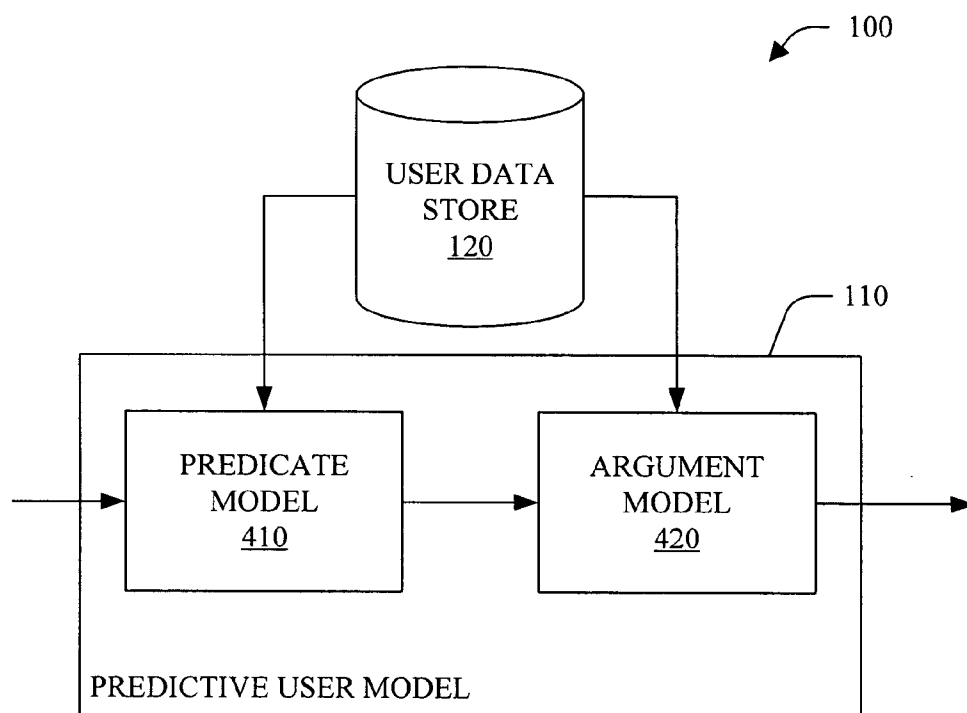 100
USER DATA
STORE
120
110
PREDICATE
MODEL
410
ARGUMENT
MODEL
420
PREDICTIVE USER MODEL